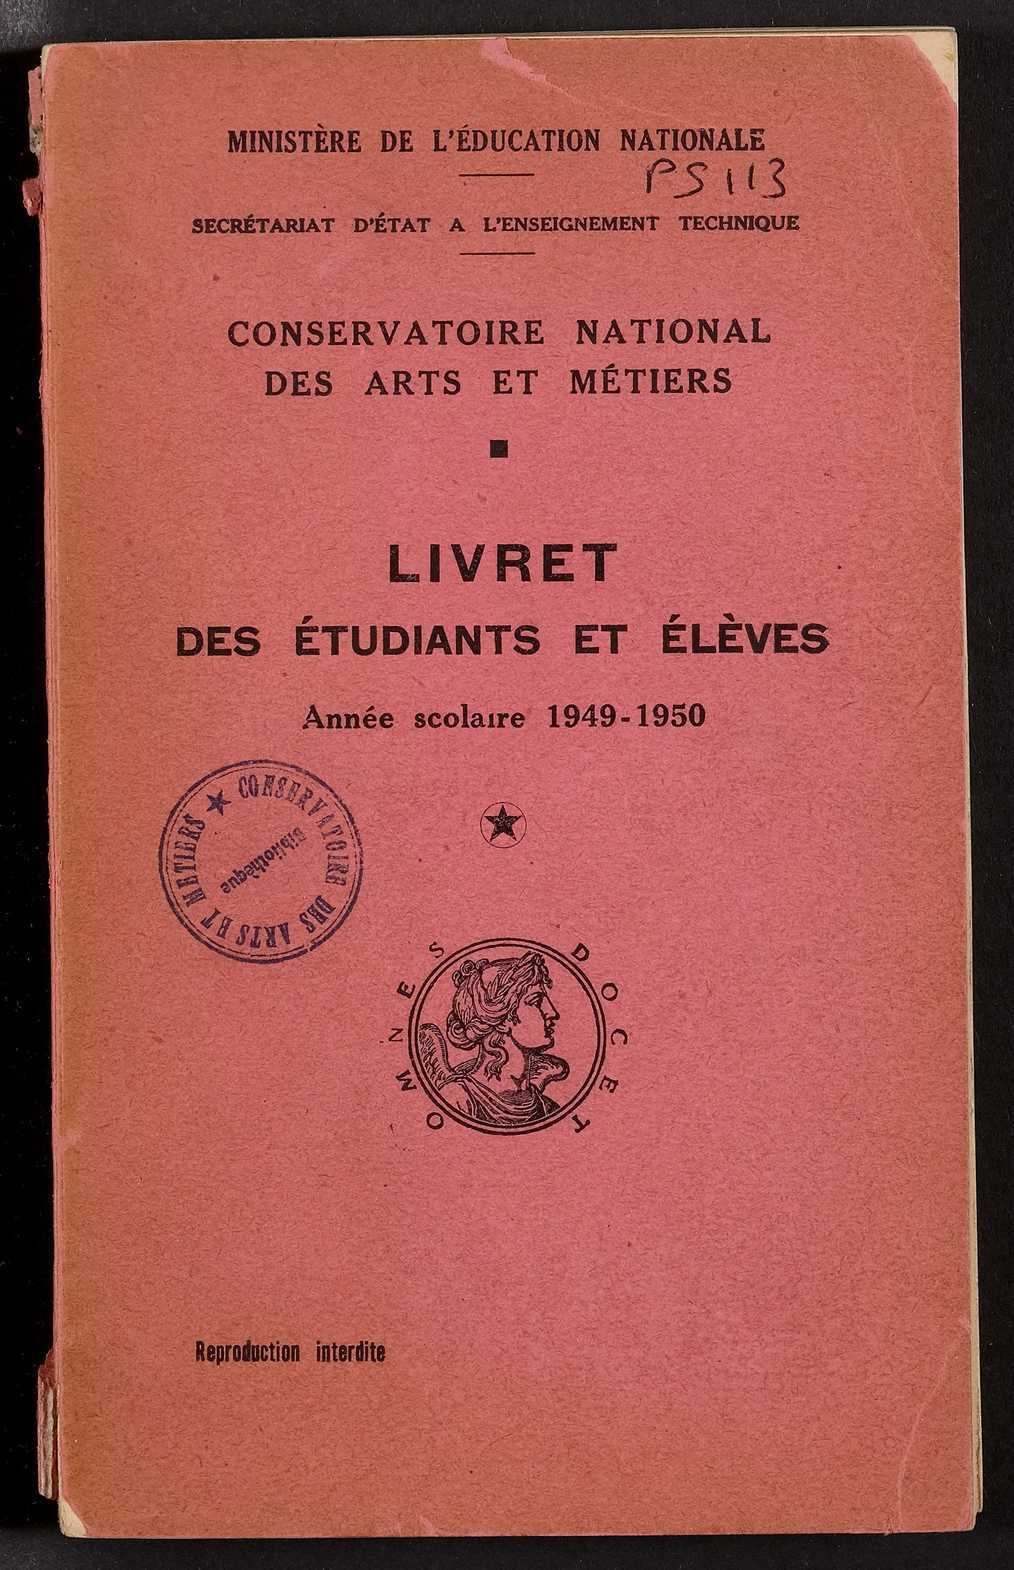 MINISTÈRE DE L'ÉDUCATION NATIONALE
PS 113
SECRÉTARIAT D'ÉTAT A L'ENSEIGNEMENT TECHNIQUE
CONSERVATOIRE NATIONAL
DES ARTS ET MÉTIERS
LIVRET
DES ÉTUDIANTS ET ÉLÈVES
Année scolaire 1949-1950
CONSERVATOIRE DES ARTS ET METIERS
Bibliothèque
OMNES DOCET
Reproduction interdite